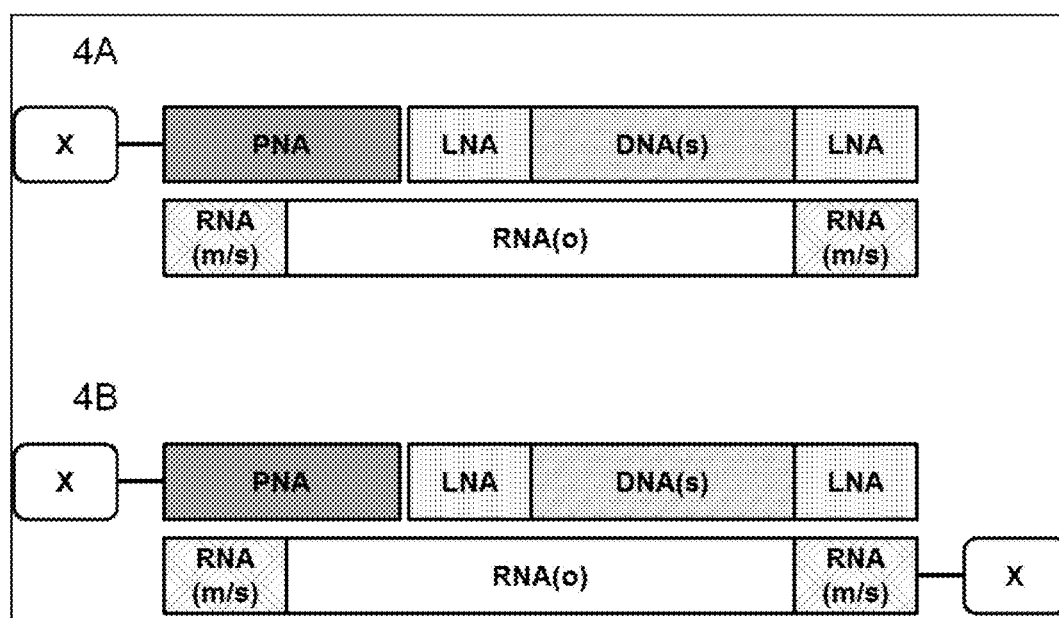 4A
X PNA LNA DNA(s) LNA
RNA RNA(o) RNA
(m/s) (m/s)
4B
X PNA LNA DNA(s) LNA
RNA RNA(o) RNA X
(m/s) (m/s)